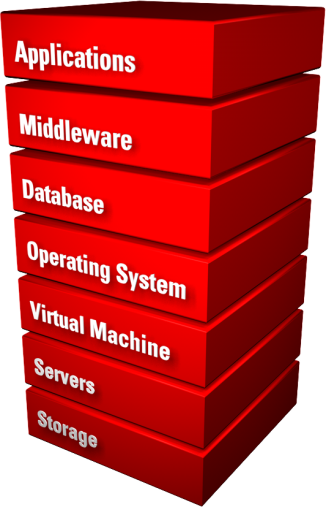 Applications
Middleware
Database
Operating System
Virtual Machine
Servers
Storage